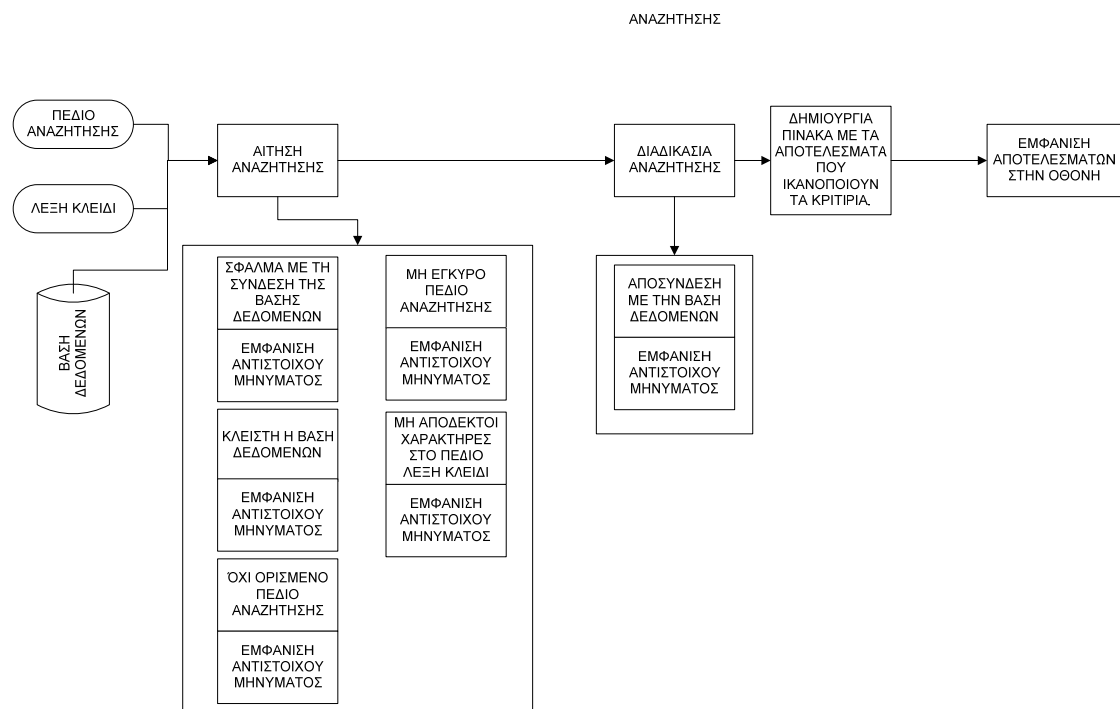 ΑΝΑΖΗΤΗΣΗΣ
ΠΕΔΙΟ
ΑΝΑΖΗΤΗΣΗΣ
ΛΕΞΗ ΚΛΕΙΔΙ
ΒΑΣΗ
ΔΕΔΟΜΕΝΩΝ
ΑΙΤΗΣΗ
ΑΝΑΖΗΤΗΣΗΣ
ΣΦΑΛΜΑ ΜΕ ΤΗ
ΣΥΝΔΕΣΗ ΤΗΣ
ΒΑΣΗΣ
ΔΕΔΟΜΕΝΩΝ
ΕΜΦΑΝΙΣΗ
ΑΝΤΙΣΤΟΙΧΟΥ
ΜΗΝΥΜΑΤΟΣ
ΚΛΕΙΣΤΗ Η ΒΑΣΗ
ΔΕΔΟΜΕΝΩΝ
ΕΜΦΑΝΙΣΗ
ΑΝΤΙΣΤΟΙΧΟΥ
ΜΗΝΥΜΑΤΟΣ
ΌΧΙ ΟΡΙΣΜΕΝΟ
ΠΕΔΙΟ
ΑΝΑΖΗΤΗΣΗΣ
ΕΜΦΑΝΙΣΗ
ΑΝΤΙΣΤΟΙΧΟΥ
ΜΗΝΥΜΑΤΟΣ
ΜΗ ΕΓΚΥΡΟ
ΠΕΔΙΟ
ΑΝΑΖΗΤΗΣΗΣ
ΕΜΦΑΝΙΣΗ
ΑΝΤΙΣΤΟΙΧΟΥ
ΜΗΝΥΜΑΤΟΣ
ΜΗ ΑΠΟΔΕΚΤΟΙ
ΧΑΡΑΚΤΗΡΕΣ
ΣΤΟ ΠΕΔΙΟ
ΛΕΞΗ ΚΛΕΙΔΙ
ΕΜΦΑΝΙΣΗ
ΑΝΤΙΣΤΟΙΧΟΥ
ΜΗΝΥΜΑΤΟΣ
ΔΙΑΔΙΚΑΣΙΑ
ΑΝΑΖΗΤΗΣΗΣ
ΑΠΟΣΥΝΔΕΣΗ
ΜΕ ΤΗΝ ΒΑΣΗ
ΔΕΔΟΜΕΝΩΝ
ΕΜΦΑΝΙΣΗ
ΑΝΤΙΣΤΟΙΧΟΥ
ΜΗΝΥΜΑΤΟΣ
ΔΗΜΙΟΥΡΓΙΑ
ΠΙΝΑΚΑ ΜΕ ΤΑ
ΑΠΟΤΕΛΕΣΜΑΤΑ
ΠΟΥ
ΙΚΑΝΟΠΟΙΟΥΝ
ΤΑ ΚΡΙΤΙΡΙΑ.
ΕΜΦΑΝΙΣΗ
ΑΠΟΤΕΛΕΣΜΑΤΩΝ
ΣΤΗΝ ΟΘΟΝΗ